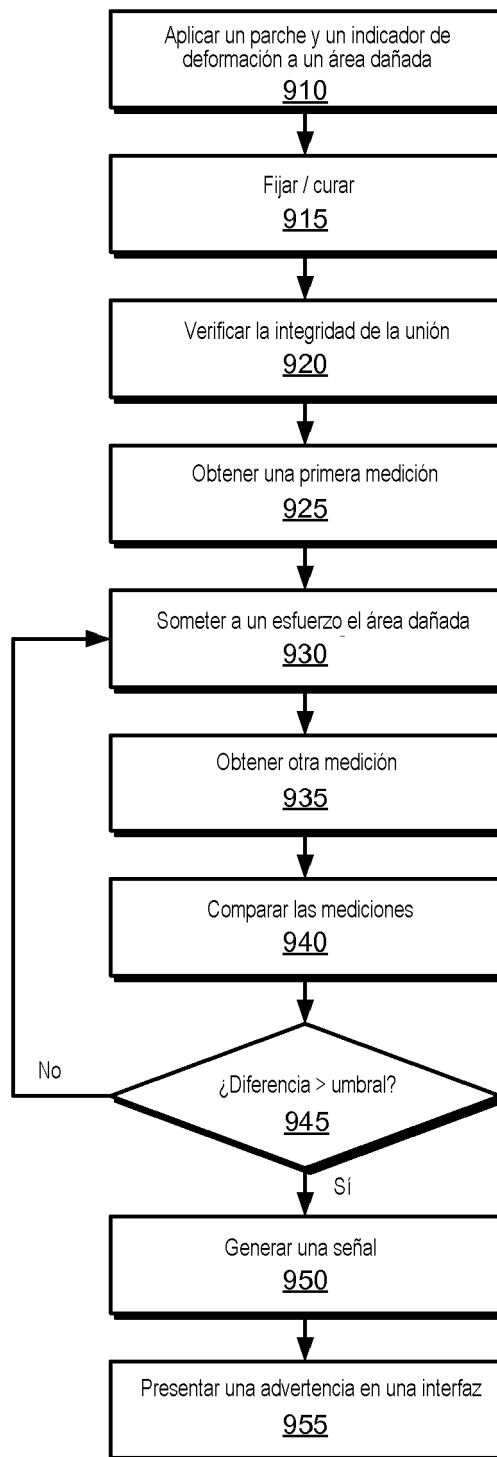 Aplicar un parche y un indicador de
deformación a un área dañada
910
Fijar / curar
915
Verificar la integridad de la unión
920
Obtener una primera medición
925
Someter a un esfuerzo el área dañada
930
Obtener otra medición
935
Comparar las mediciones
940
No
¿Diferencia > umbral?
945
Sí
Generar una señal
950
Presentar una advertencia en una interfaz
955